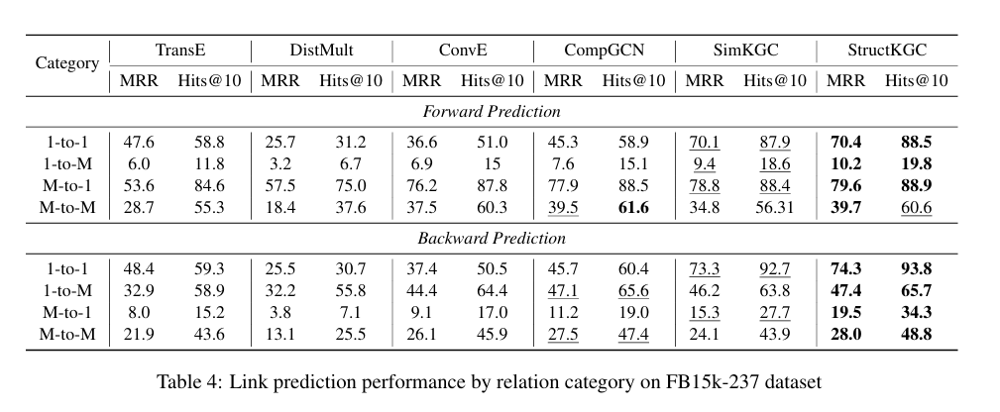 Category TransE DistMult ConvE CompGCN SimKGC StructKGC
MRR Hits@10 MRR Hits@10 MRR Hits@10 MRR Hits@10 MRR Hits@10 MRR Hits@10
Forward Prediction
1-to-1 47.6 58.8 25.7 31.2 36.6 51.0 45.3 58.9 70.1 87.9 70.4 88.5
1-to-M 6.0 11.8 3.2 6.7 6.9 15 7.6 15.1 9.4 18.6 10.2 19.8
M-to-1 53.6 84.6 57.5 75.0 76.2 87.8 77.9 88.5 78.8 88.4 79.6 88.9
M-to-M 28.7 55.3 18.4 37.6 37.5 60.3 39.5 61.6 34.8 56.31 39.7 60.6
Backward Prediction
1-to-1 48.4 59.3 25.5 30.7 37.4 50.5 45.7 60.4 73.3 92.7 74.3 93.8
1-to-M 32.9 58.9 32.2 55.8 44.4 64.4 47.1 65.6 46.2 63.8 47.4 65.7
M-to-1 8.0 15.2 3.8 7.1 9.1 17.0 11.2 19.0 15.3 27.7 19.5 34.3
M-to-M 21.9 43.6 13.1 25.5 26.1 45.9 27.5 47.4 24.1 43.9 28.0 48.8
Table 4: Link prediction performance by relation category on FB15k-237 dataset